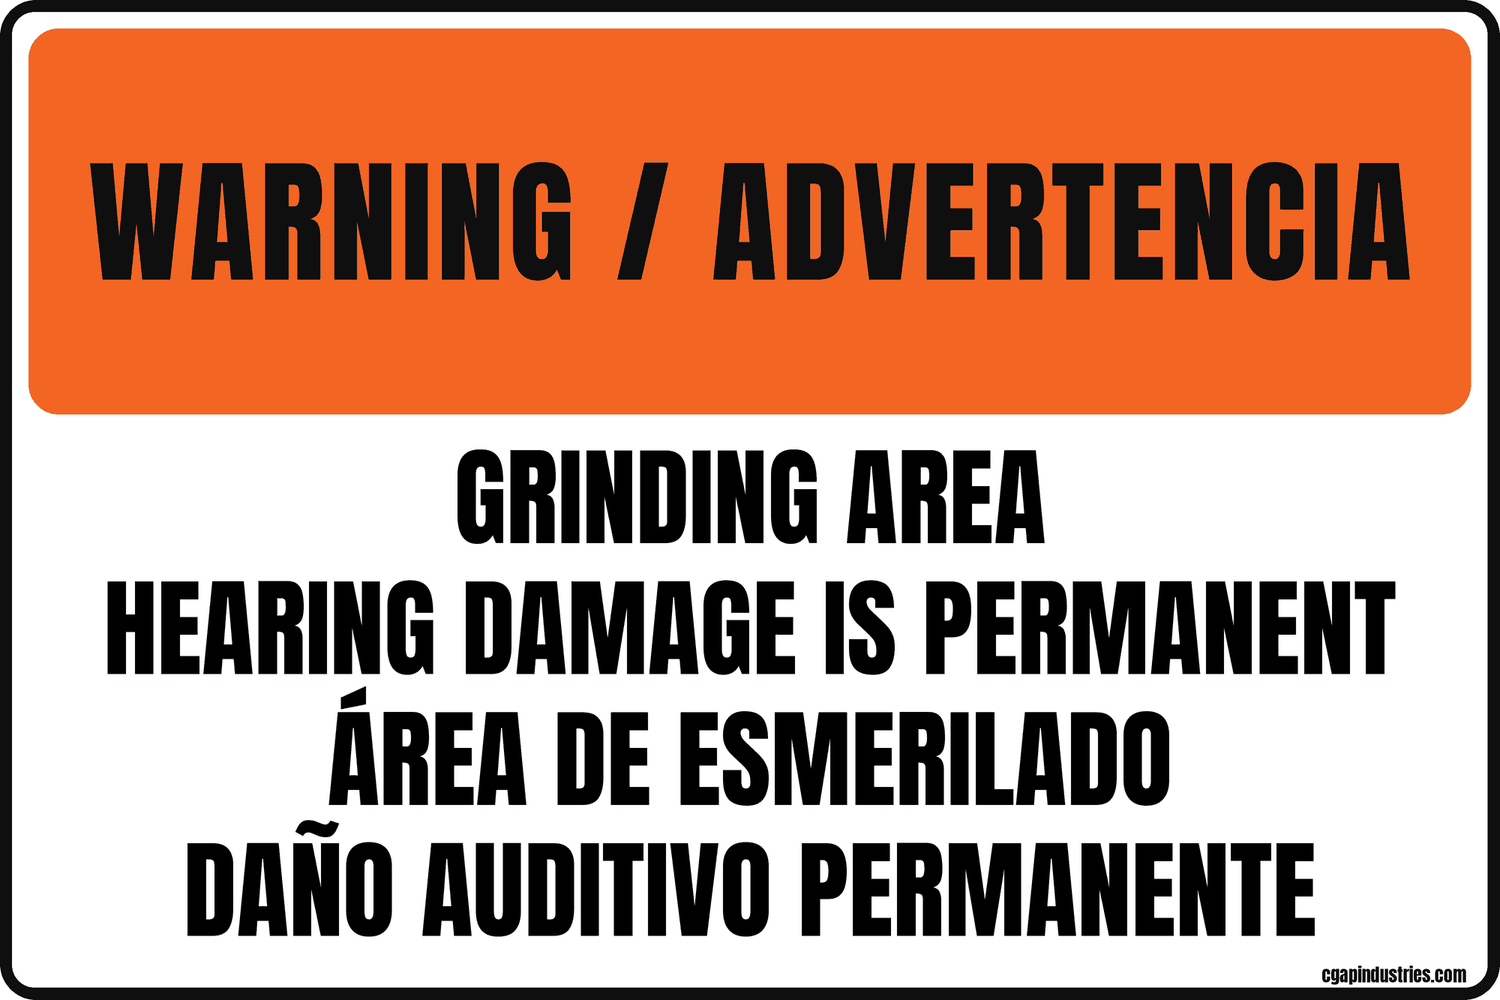 WARNING / ADVERTENCIA
GRINDING AREA
HEARING DAMAGE IS PERMANENT
ÁREA DE ESMERILADO
DAÑO AUDITIVO PERMANENTE
cgapindustries.com